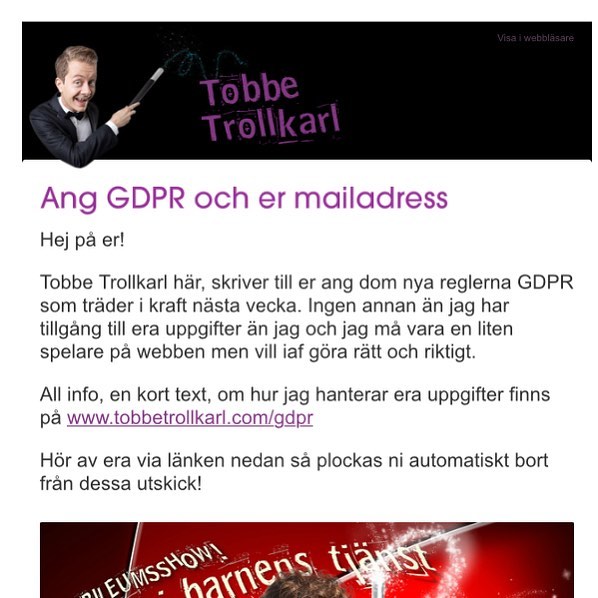 Visa i webbläsare
Tobbe
Trollkarl
Ang GDPR och er mailadress
Hej på er!
Tobbe Trollkarl här, skriver till er ang dom nya reglerna GDPR
som träder i kraft nästa vecka. Ingen annan än jag har
tillgång till era uppgifter än jag och jag må vara en liten
spelare på webben men vill iaf göra rätt och riktigt.
All info, en kort text, om hur jag hanterar era uppgifter finns
på www.tobbetrollkarl.com/gdpr
Hör av era via länken nedan så plockas ni automatiskt bort
från dessa utskick!
barnens tjänst